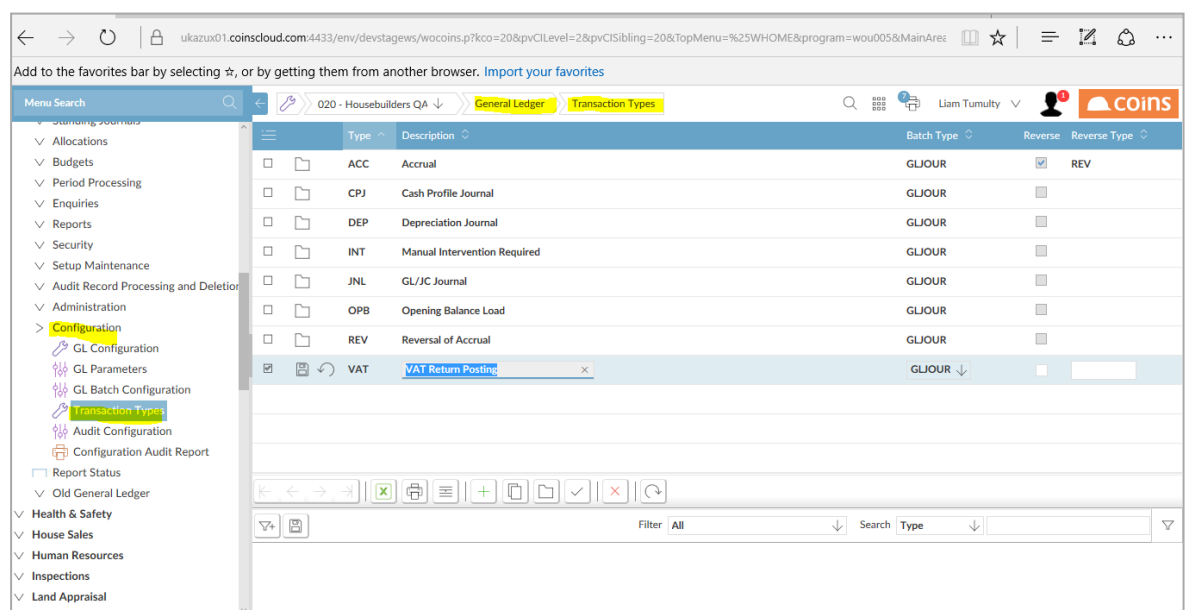 ukazux01.coinscloud.com:4433/env/devstagews/wocoins.p?kco=20&pvCILevel=2&pvCISibling=20&TopMenu=%25WHOME&program=wou005&MainArea
Add to the favorites bar by selecting ☆, or by getting them from another browser. Import your favorites
Menu Search
020 - Housebuilders QA
General Ledger
Transaction Types
7
Liam Tumulty
1
coins
Standing Journals
Allocations
Budgets
Period Processing
Enquiries
Reports
Security
Setup Maintenance
Audit Record Processing and Deletion
Administration
Configuration
GL Configuration
GL Parameters
GL Batch Configuration
Transaction Types
Audit Configuration
Configuration Audit Report
Report Status
Old General Ledger
Health & Safety
House Sales
Human Resources
Inspections
Land Appraisal
Type Description Batch Type Reverse Reverse Type
ACC Accrual GLJOUR REV
CPJ Cash Profile Journal GLJOUR
DEP Depreciation Journal GLJOUR
INT Manual Intervention Required GLJOUR
JNL GL/JC Journal GLJOUR
OPB Opening Balance Load GLJOUR
REV Reversal of Accrual GLJOUR
VAT VAT Return Posting GLJOUR
Filter All Search Type